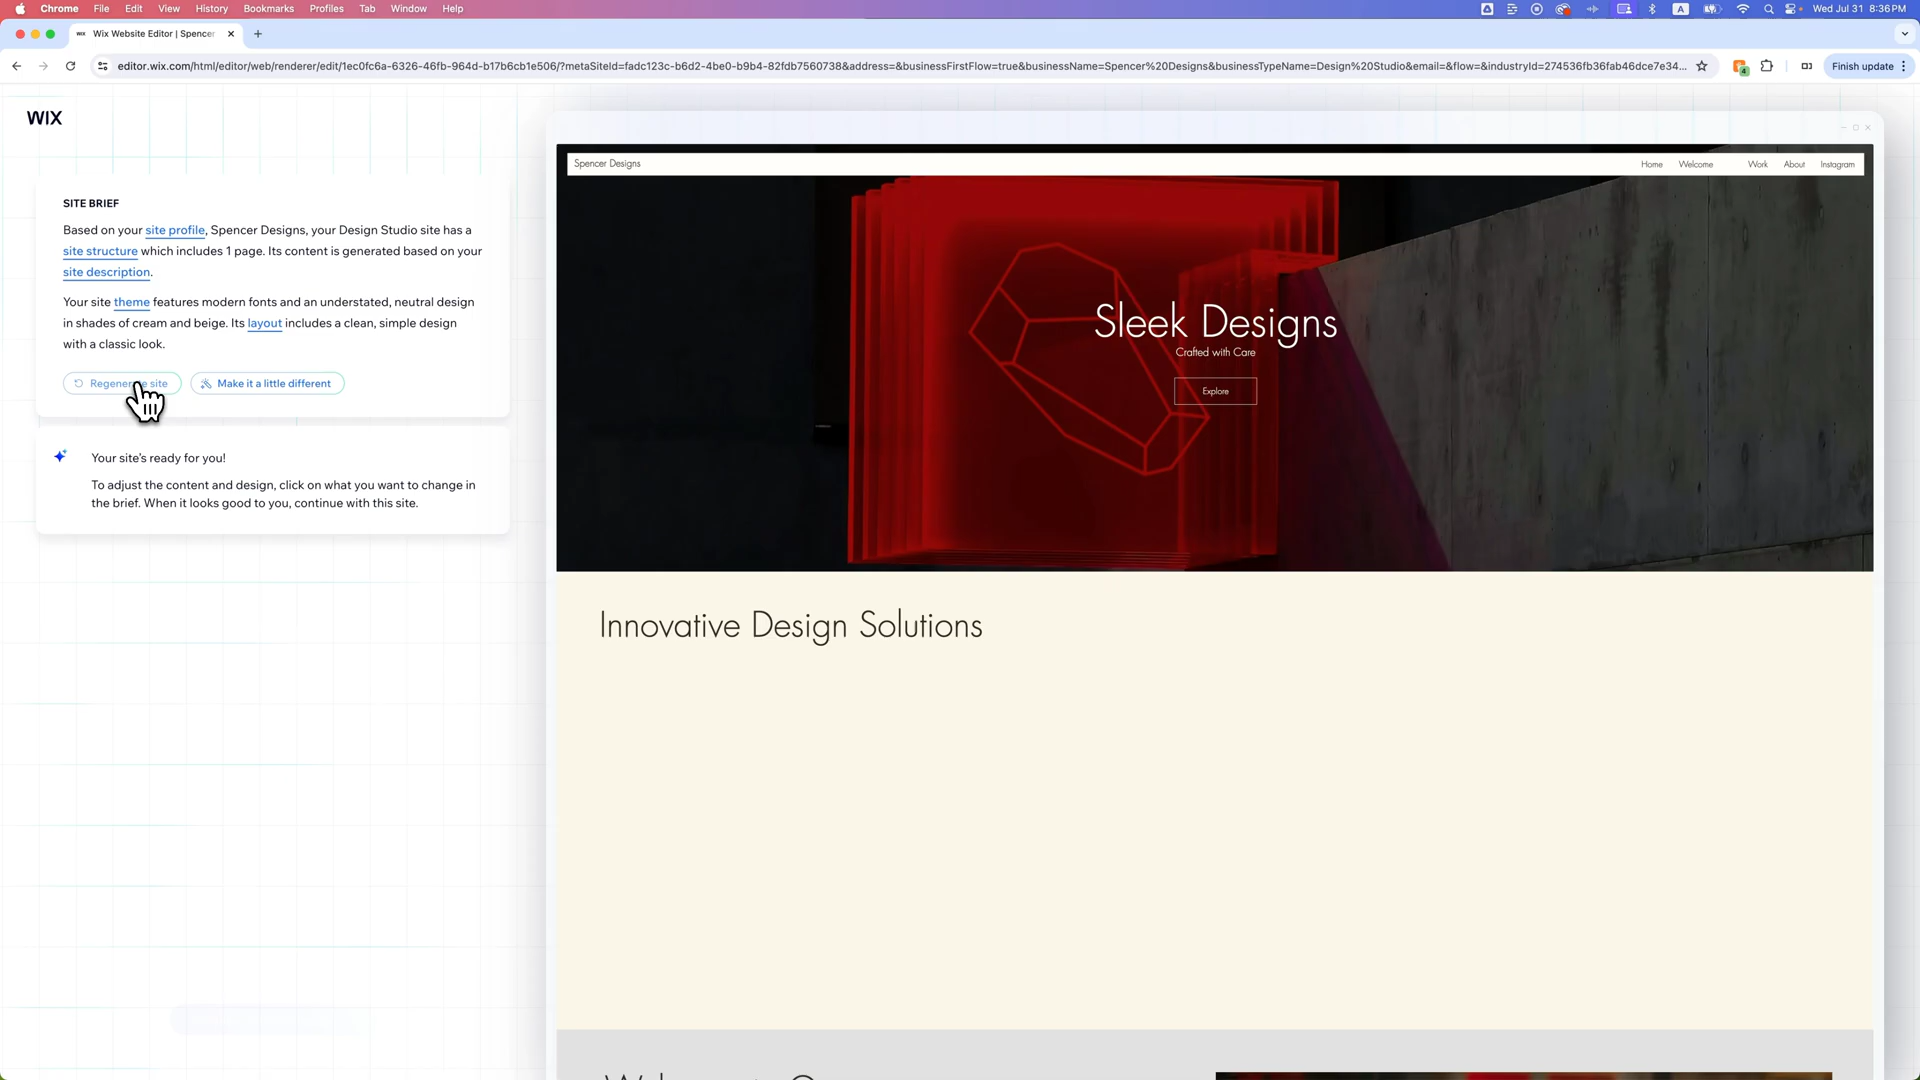 Chrome File Edit View History Bookmarks Profiles Tab Window Help
A
Wed Jul 31 8:36 PM
WIX Wix Website Editor | Spencer
editor.wix.com/html/editor/web/renderer/edit/1ec0fc6a-6326-46fb-964d-b17b6cb1e506/?metaSiteId=fadc123c-b6d2-4be0-b9b4-82fdb7560738&address=&businessFirstFlow=true&businessName=Spencer%20Designs&businessTypeName=Design%20Studio&email=&flow=&industryId=274536fb36fab46dce7e34...
4
Finish update
WIX
SITE BRIEF
Based on your site profile, Spencer Designs, your Design Studio site has a
site structure which includes 1 page. Its content is generated based on your
site description.
Your site theme features modern fonts and an understated, neutral design
in shades of cream and beige. Its layout includes a clean, simple design
with a classic look.
Make it a little different
Your site's ready for you!
To adjust the content and design, click on what you want to change in
the brief. When it looks good to you, continue with this site.
Spencer Designs
Home Welcome Work About Instagram
Sleek Designs
Crafted with Care
Explore
Innovative Design Solutions